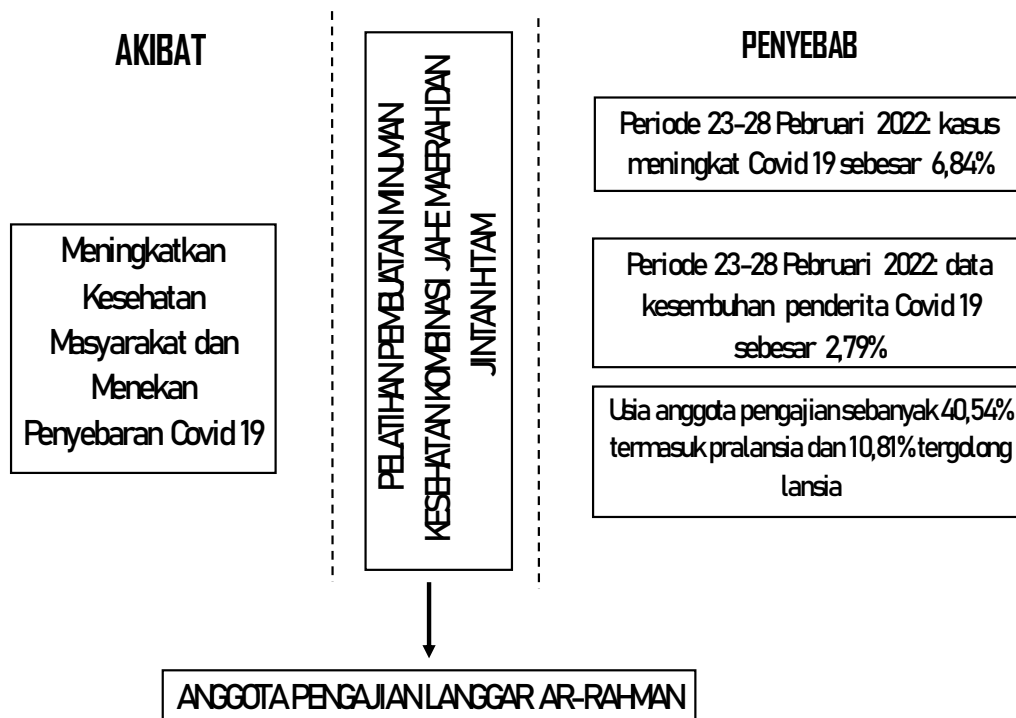 AKIBAT
Meningkatkan
Kesehatan
Masyarakat dan
Menekan
Penyebaran Covid 19
PELATIHAN PEMBUATAN MINUMAN
KESEHATAN KOMBINASI JAHE MAERAH DAN
JINTAN HTAM
PENYEBAB
Periode 23-28 Pebruari 2022: kasus
meningkat Covid 19 sebesar 6,84%
Periode 23-28 Pebruari 2022: data
kesembuhan penderita Covid 19
sebesar 2,79%
Usia anggota pengajian sebanyak 40,54%
termasuk pralansia dan 10,81% tergolong
lansia
ANGGOTA PENGAJIAN LANGGAR AR-RAHMAN